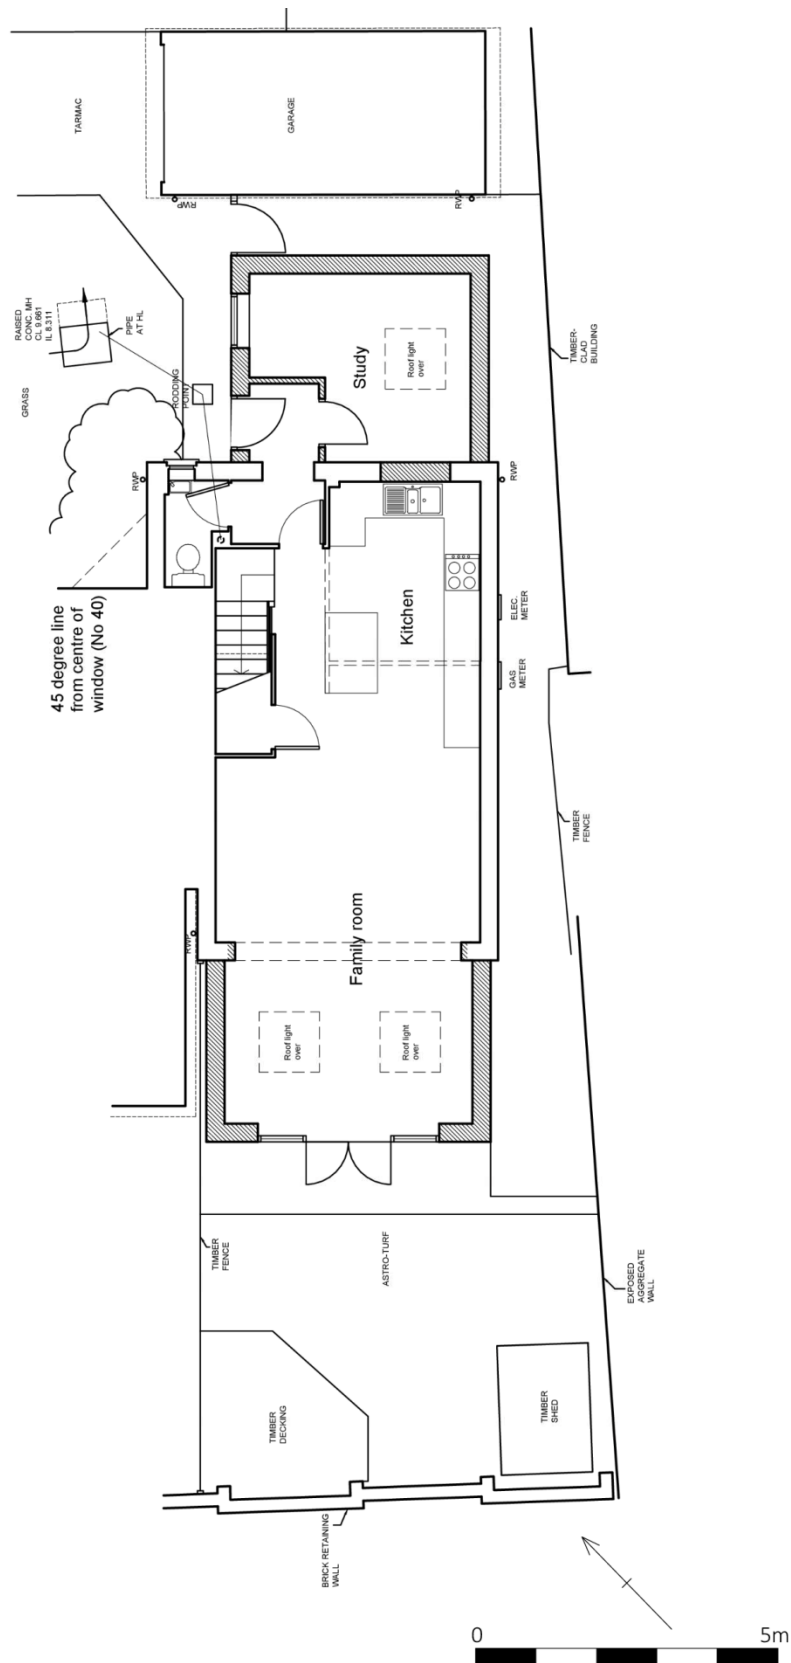 TARMAC
GARAGE
RWP
RWP
RAISED
CONC. MH
CL 9.661
IL 8.311
PIPE
AT HL
TIMBER-
CLAD
BUILDING
GRASS
RODDING
POINT
Study
Roof light
over
RWP
RWP
45 degree line
from centre of
window (No 40)
Kitchen
ELEC.
METER
GAS
METER
TIMBER
FENCE
Family room
RWP
Roof light
over
Roof light
over
TIMBER
FENCE
ASTRO-TURF
EXPOSED
AGGREGATE
WALL
TIMBER
DECKING
TIMBER
SHED
BRICK RETAINING
WALL
0 5m